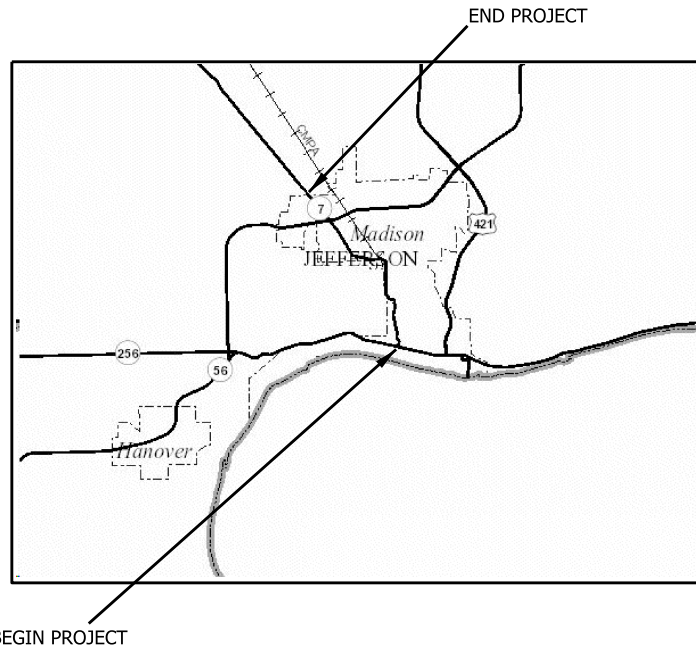 END PROJECT
CMPA
7
421
Madison
JEFFERSON
256
56
Hanover
BEGIN PROJECT